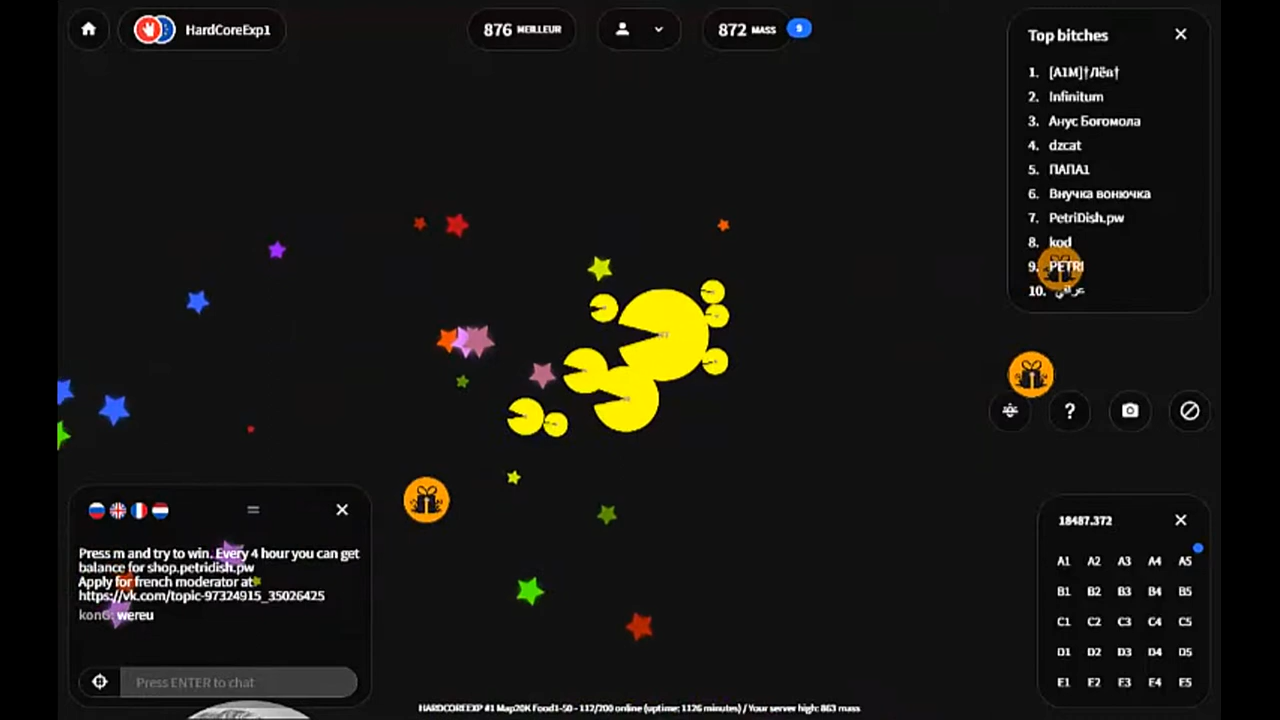 HardCoreExp1
876 MEILLEUR
872 MASS
9
Top bitches
1. [A1M]†Лёв†
2. Infinitum
3. Анус Богомола
4. dzcat
5. ПАПА1
6. Внучка вонючка
7. PetriDish.pw
8. kod
9. PETRI
10. عراقي
?
Press m and try to win. Every 4 hour you can get
balance for shop.petridish.pw
Apply for french moderator at
https://vk.com/topic-97324915_35026425
konG: wereu
Press ENTER to chat
18487.372
A1 A2 A3 A4 A5
B1 B2 B3 B4 B5
C1 C2 C3 C4 C5
D1 D2 D3 D4 D5
E1 E2 E3 E4 E5
HARDCOREEXP #1 Map20K Food1-50 - 112/200 online (uptime: 1126 minutes) / Your server high: 863 mass